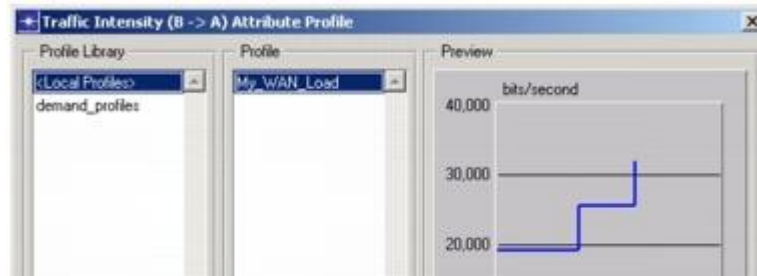 Traffic Intensity (B -> A) Attribute Profile
Profile Library
Profile
Preview
<Local Profiles>
demand_profiles
My_WAN_Load
bits/second
40,000
30,000
20,000